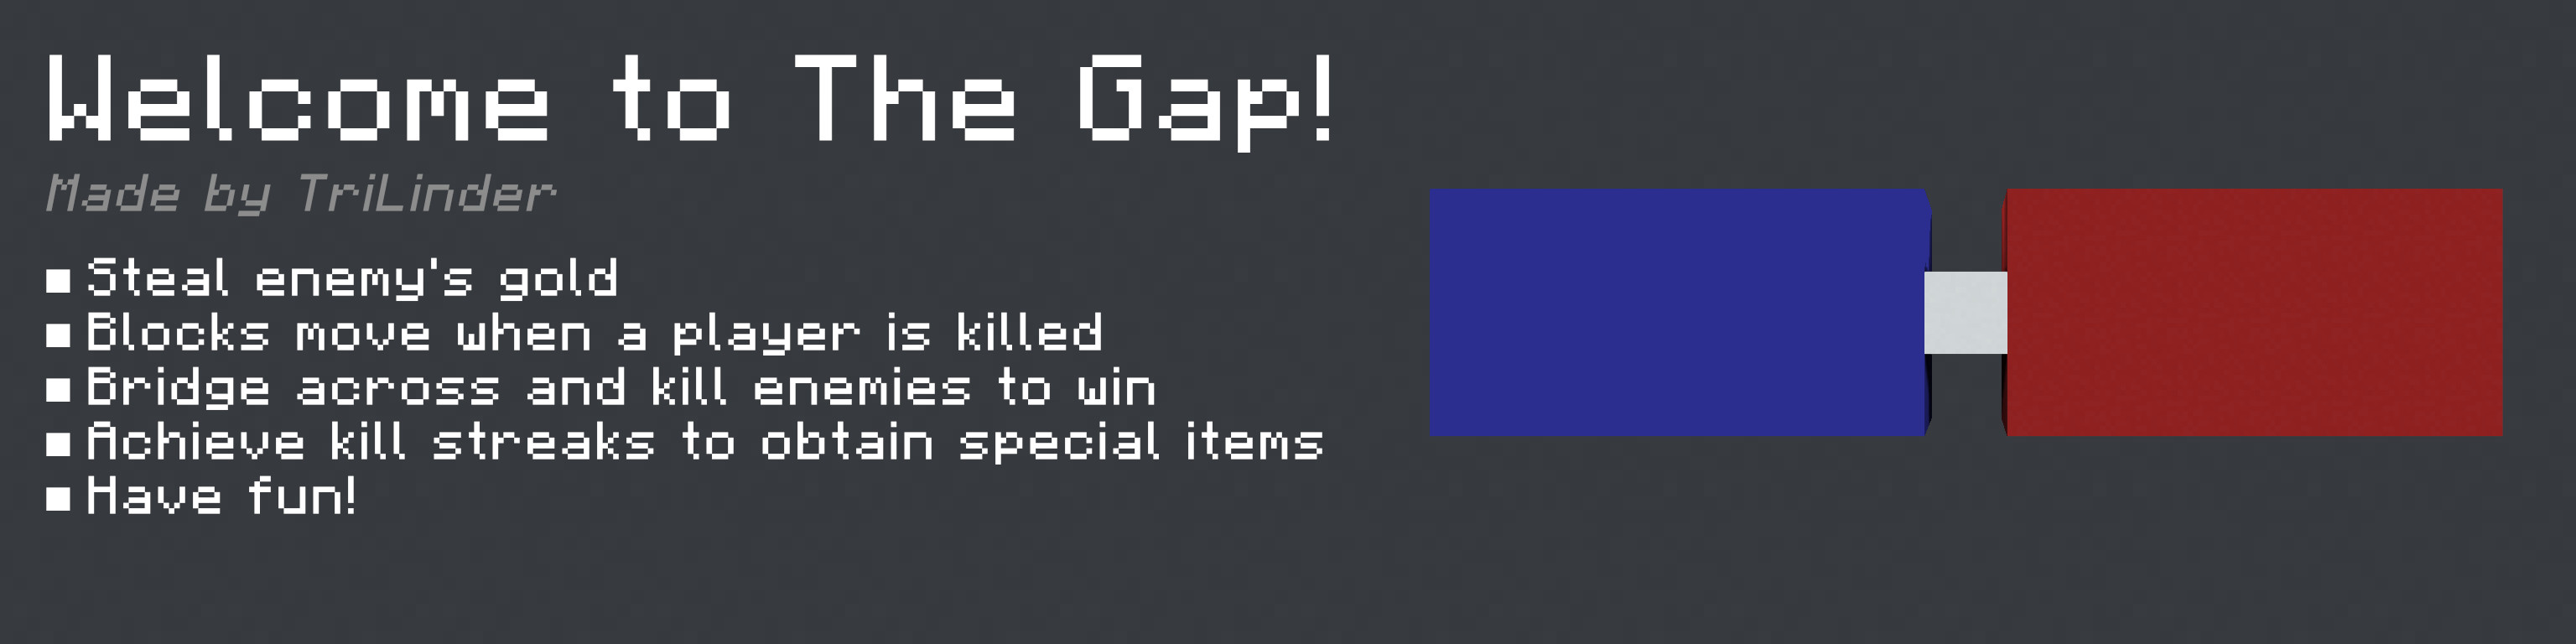 Welcome to The Gap!
Made by TriLinder
■ Steal enemy's gold
■ Blocks move when a player is killed
■ Bridge across and kill enemies to win
■ Achieve kill streaks to obtain special items
■ Have fun!